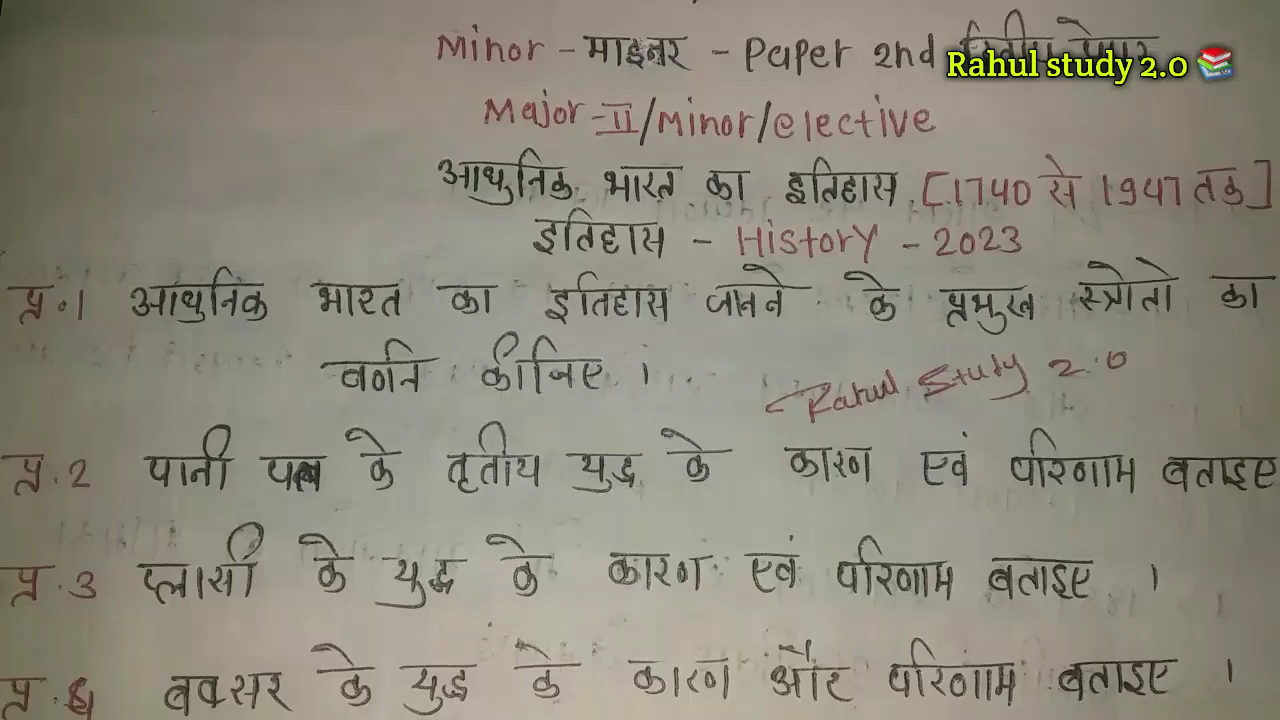 Minor - माइनर - Paper 2nd द्वितीय पेपर
Rahul study 2.0
Major-II/Minor/elective
आधुनिक भारत का इतिहास [1740 से 1947 तक]
इतिहास - History - 2023
प्र.1 आधुनिक भारत का इतिहास जानने के प्रमुख स्त्रोतो का
वर्णन कीजिए ।
Rahul Study 2.0
प्र.2 पानी पत के तृतीय युद्ध के कारण एवं परिणाम बताइए
प्र.3 प्लासी के युद्ध के कारण एवं परिणाम बताइए ।
प्र. बक्सर के युद्ध के कारण और परिणाम बताइए ।